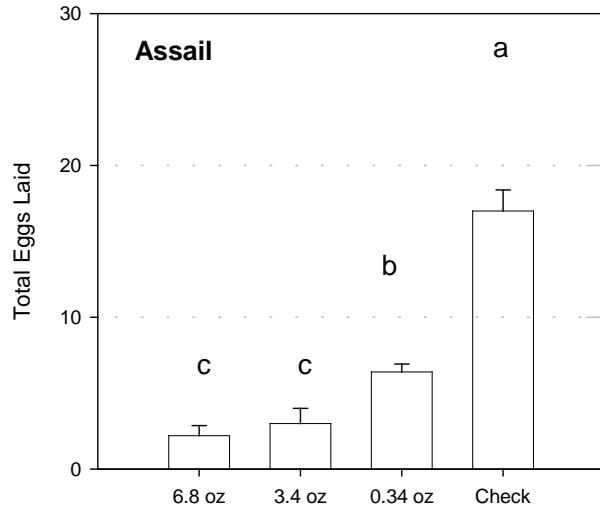 30
Assail
a
20
Total Eggs Laid
b
10
c c
0
6.8 oz 3.4 oz 0.34 oz Check